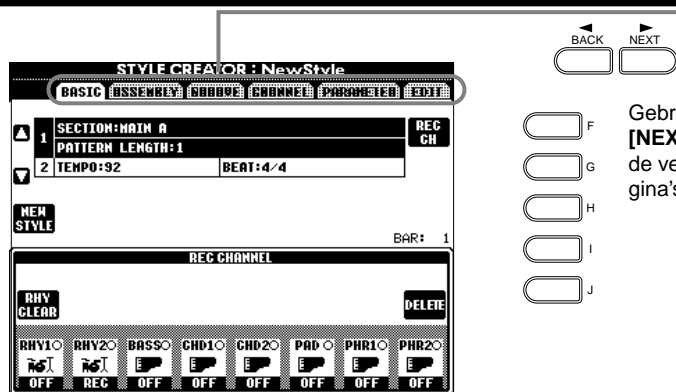 BACK NEXT
STYLE CREATOR : NewStyle
BASIC ASSEMBLY GROOVE CHANNEL PARAMETER EDIT
1 SECTION:MAIN A
PATTERN LENGTH:1
REC CH
2 TEMPO:92 BEAT:4/4
NEW STYLE
BAR: 1
REC CHANNEL
RHY CLEAR
DELETE
RHY1 RHY2 BASS CHD1 CHD2 PAD PHR1 PHR2
OFF REC OFF OFF OFF OFF OFF OFF
F
G
H
I
J
Gebr
[NEX
de ve
gina's